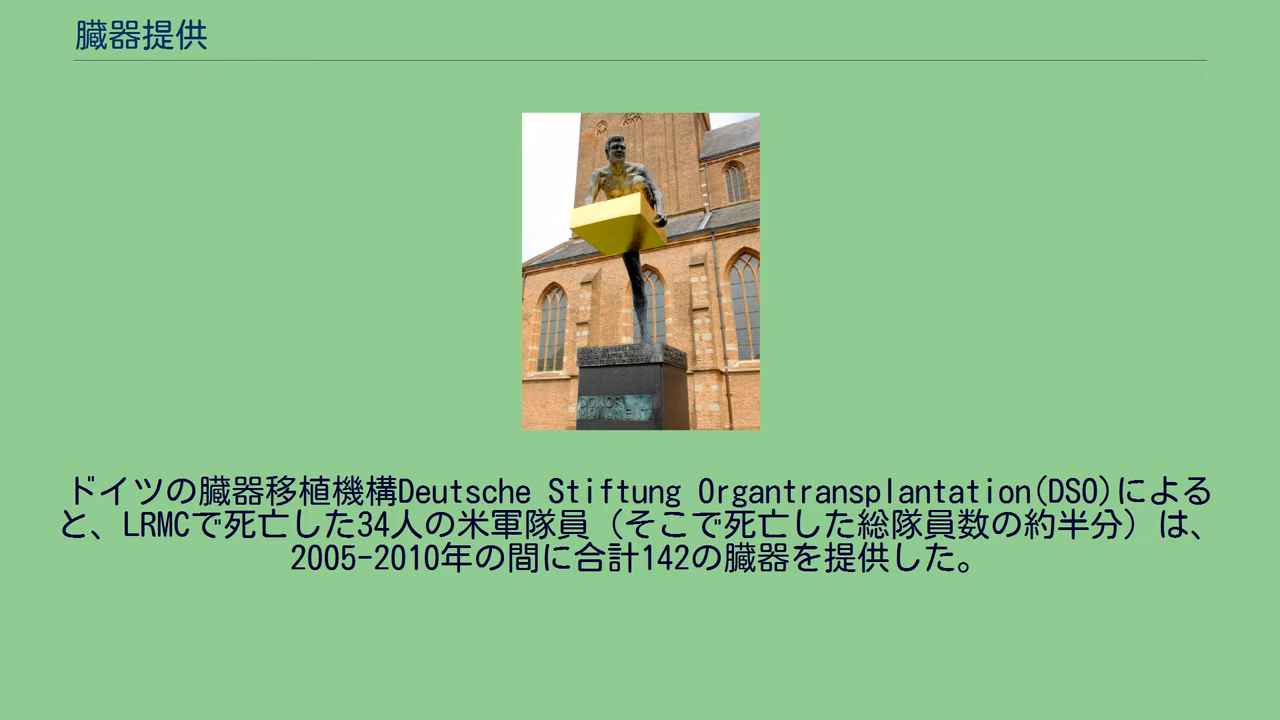 臓器提供
DONOR
MONUMENT
ドイツの臓器移植機構Deutsche Stiftung Organtransplantation(DSO)による
と、LRMCで死亡した34人の米軍隊員（そこで死亡した総隊員数の約半分）は、
2005-2010年の間に合計142の臓器を提供した。